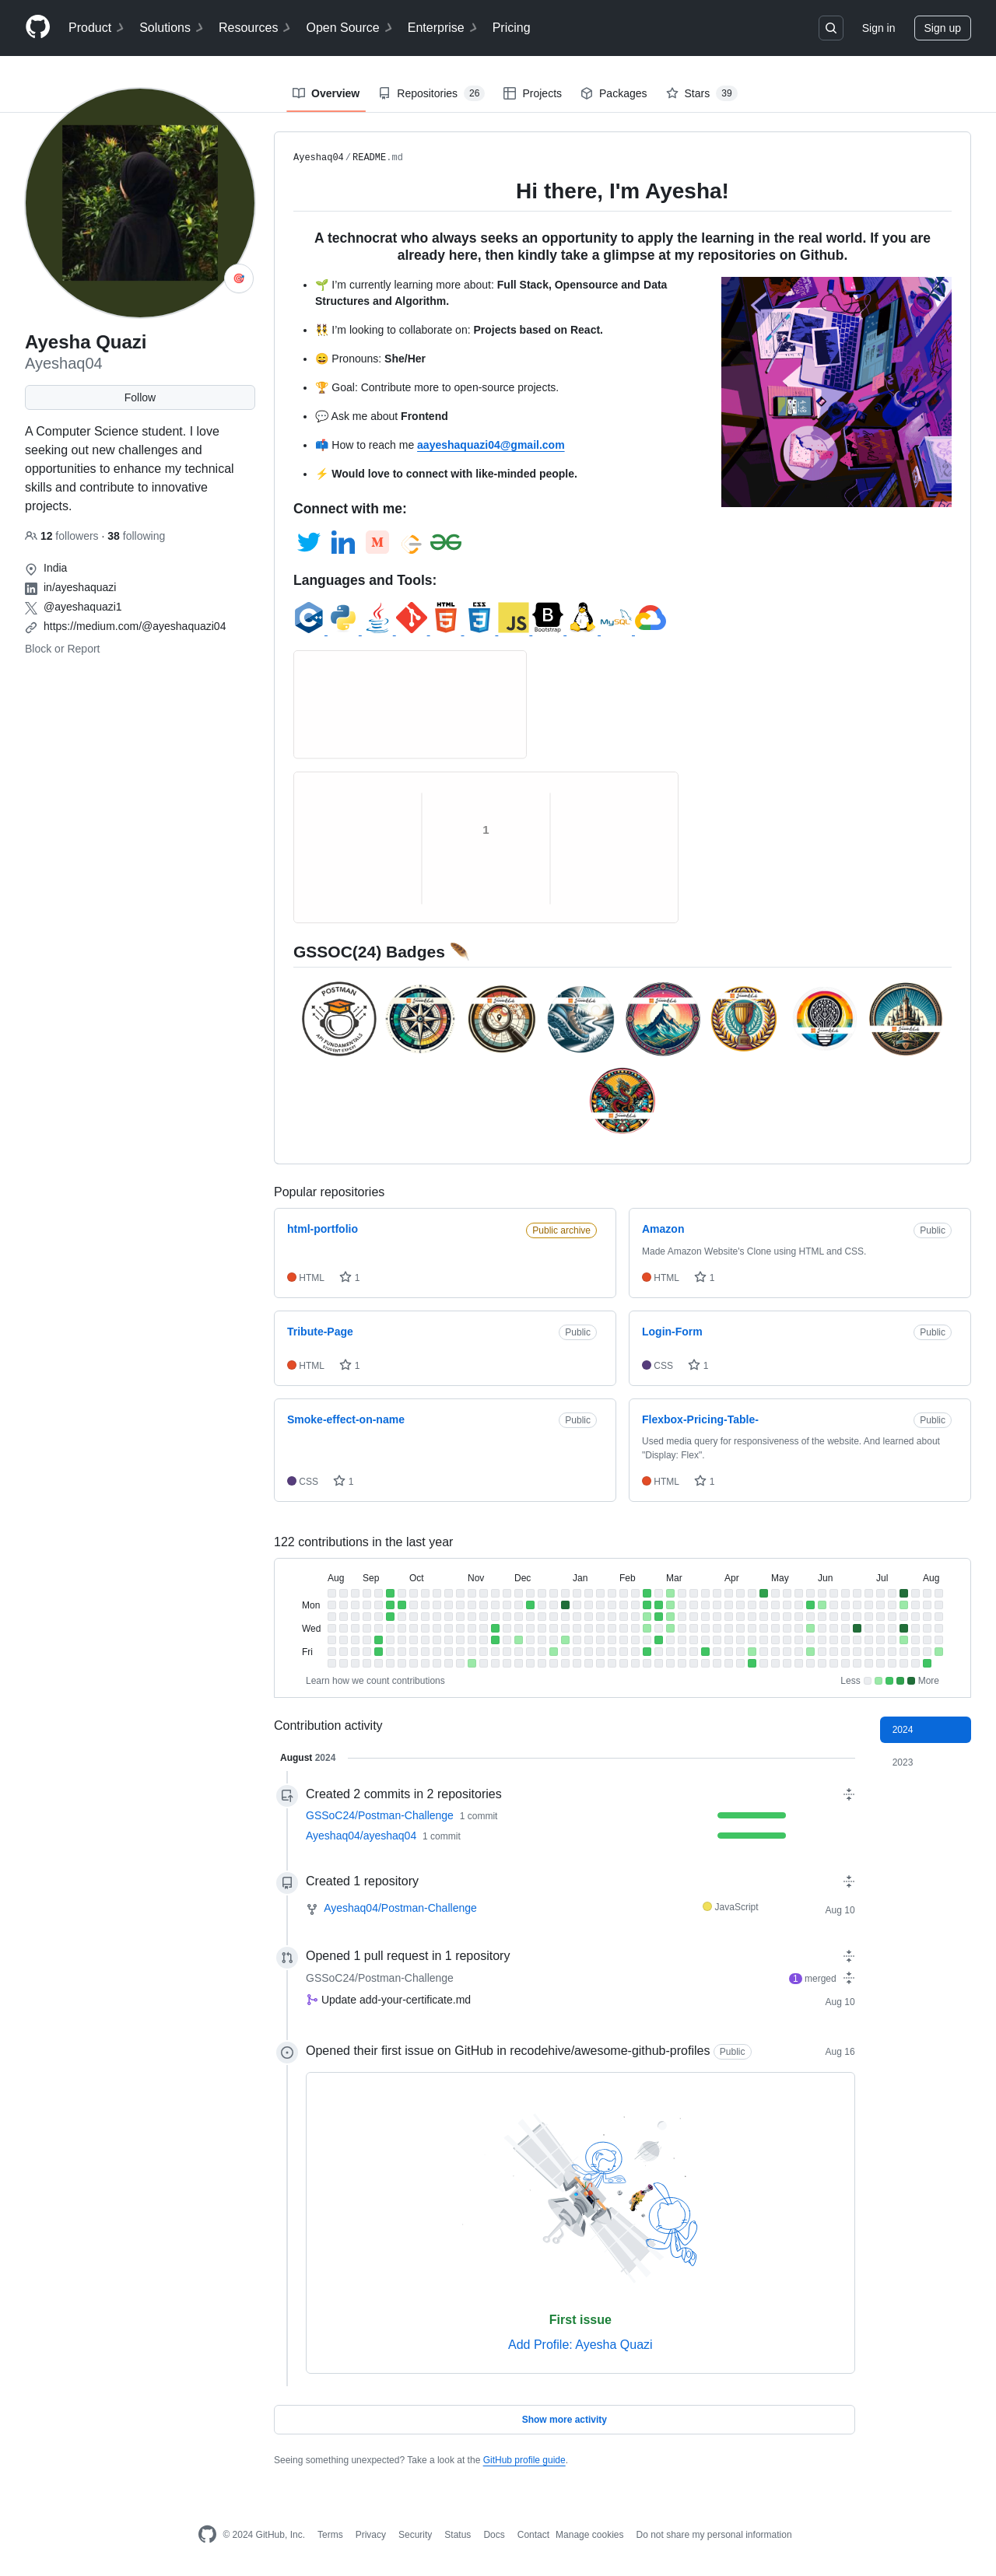 Product Solutions Resources Open Source Enterprise Pricing Sign in Sign up
Overview Repositories 26 Projects Packages Stars 39
Ayesha Quazi
Ayeshaq04
Follow
A Computer Science student. I love
seeking out new challenges and
opportunities to enhance my technical
skills and contribute to innovative
projects.
12 followers · 38 following
India
in/ayeshaquazi
@ayeshaquazi1
https://medium.com/@ayeshaquazi04
Block or Report
Ayeshaq04/README.md
Hi there, I'm Ayesha!
A technocrat who always seeks an opportunity to apply the learning in the real world. If you are
already here, then kindly take a glimpse at my repositories on Github.
• 🌱 I'm currently learning more about: Full Stack, Opensource and Data
Structures and Algorithm.
• 👯 I'm looking to collaborate on: Projects based on React.
• 😄 Pronouns: She/Her
• 🏆 Goal: Contribute more to open-source projects.
• 💬 Ask me about Frontend
• 📫 How to reach me aayeshaquazi04@gmail.com
• ⚡ Would love to connect with like-minded people.
Connect with me:
in M
Languages and Tools:
HTML CSS JS B Bootstrap MySQL
1
GSSOC(24) Badges 🪶
POSTMAN
API FUNDAMENTALS
STUDENT EXPERT
Popular repositories
html-portfolio Public archive
HTML 1
Amazon Public
Made Amazon Website's Clone using HTML and CSS.
HTML 1
Tribute-Page Public
HTML 1
Login-Form Public
CSS 1
Smoke-effect-on-name Public
CSS 1
Flexbox-Pricing-Table- Public
Used media query for responsiveness of the website. And learned about
"Display: Flex".
HTML 1
122 contributions in the last year
Aug Sep Oct Nov Dec Jan Feb Mar Apr May Jun Jul Aug
Mon
Wed
Fri
Learn how we count contributions Less More
Contribution activity
2024
2023
August 2024
Created 2 commits in 2 repositories
GSSoC24/Postman-Challenge 1 commit
Ayeshaq04/ayeshaq04 1 commit
Created 1 repository
Ayeshaq04/Postman-Challenge JavaScript Aug 10
Opened 1 pull request in 1 repository
GSSoC24/Postman-Challenge 1 merged
Update add-your-certificate.md Aug 10
Opened their first issue on GitHub in recodehive/awesome-github-profiles Public Aug 16
First issue
Add Profile: Ayesha Quazi
Show more activity
Seeing something unexpected? Take a look at the GitHub profile guide.
© 2024 GitHub, Inc. Terms Privacy Security Status Docs Contact Manage cookies Do not share my personal information